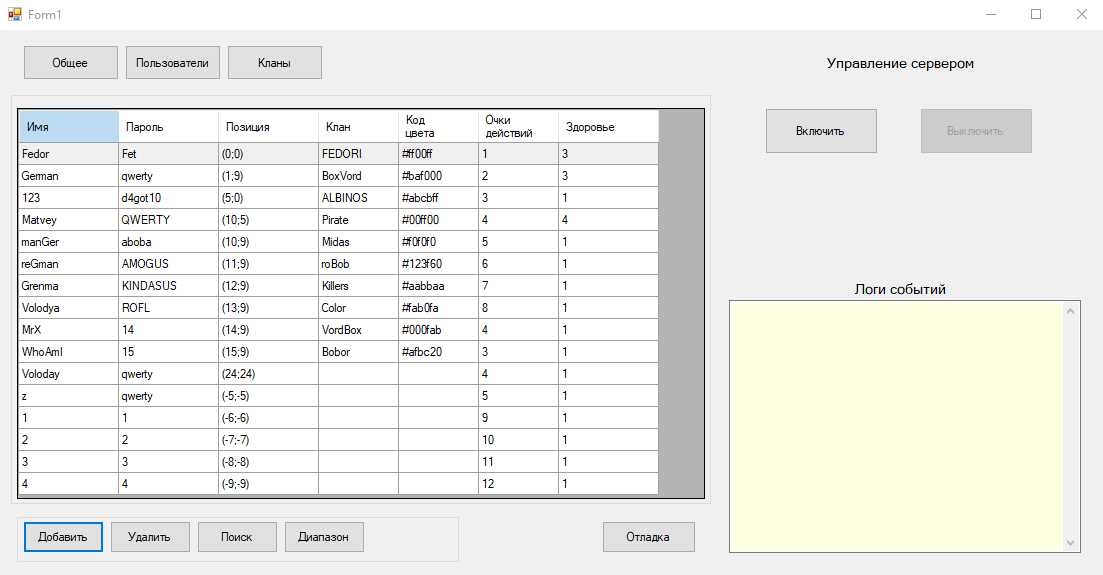 Form1
Общее Пользователи Кланы
Управление сервером
Включить Выключить
Имя Пароль Позиция Клан Код цвета Очки действий Здоровье
Fedor Fet (0;0) FEDORI #ff00ff 1 3
German qwerty (1;9) BoxVord #baf000 2 3
123 d4got10 (5;0) ALBINOS #abcbff 3 1
Matvey QWERTY (10;5) Pirate #00ff00 4 4
manGer aboba (10;9) Midas #f0f0f0 5 1
reGman AMOGUS (11;9) roBob #123f60 6 1
Grenma KINDASUS (12;9) Killers #aabbaa 7 1
Volodya ROFL (13;9) Color #fab0fa 8 1
MrX 14 (14;9) VordBox #000fab 4 1
WhoAmI 15 (15;9) Bobor #afbc20 3 1
Voloday qwerty (24;24) 4 1
z qwerty (-5;-5) 5 1
1 1 (-6;-6) 9 1
2 2 (-7;-7) 10 1
3 3 (-8;-8) 11 1
4 4 (-9;-9) 12 1
Логи событий
Добавить Удалить Поиск Диапазон Отладка